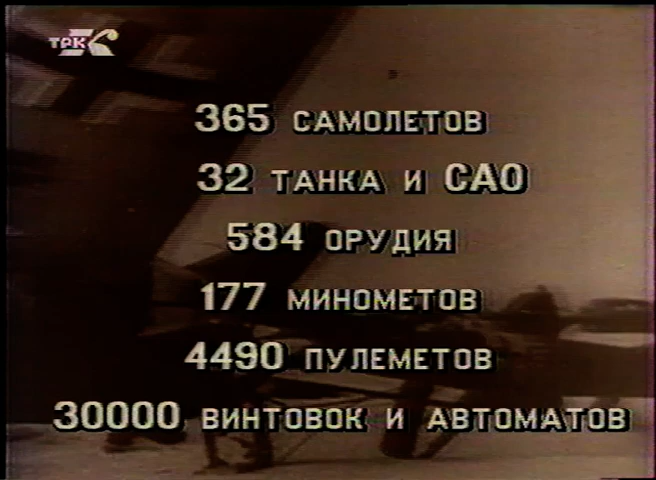 ТРК
365 САМОЛЕТОВ
32 ТАНКА И САО
584 ОРУДИЯ
177 МИНОМЕТОВ
4490 ПУЛЕМЕТОВ
30000 ВИНТОВОК И АВТОМАТОВ